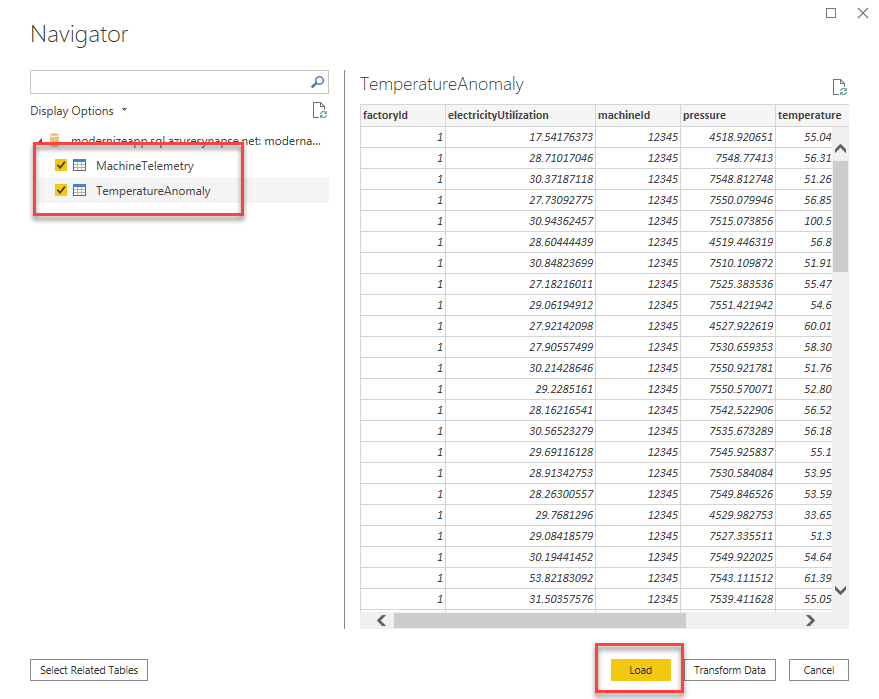 Navigator
Display Options
modernizeapp.sql.azuresynapse.net: moderna...
MachineTelemetry
TemperatureAnomaly
TemperatureAnomaly
factoryId electricityUtilization machineId pressure temperature
1 17.54176373 12345 4518.920651 55.04
1 28.71017046 12345 7548.77413 56.31
1 30.37187118 12345 7548.812748 51.26
1 27.73092775 12345 7550.079946 56.85
1 30.94362457 12345 7515.073856 100.5
1 28.60444439 12345 4519.446319 56.8
1 30.84823699 12345 7510.109872 51.91
1 27.18216011 12345 7525.383536 55.47
1 29.06194912 12345 7551.421942 54.6
1 27.92142098 12345 4527.922619 60.01
1 27.90557499 12345 7530.659353 58.30
1 30.21428646 12345 7550.921781 51.76
1 29.2285161 12345 7550.570071 52.80
1 28.16216541 12345 7542.522906 56.52
1 30.56523279 12345 7535.673289 56.18
1 29.69116128 12345 7545.925837 55.1
1 28.91342753 12345 7530.584084 53.95
1 28.26300557 12345 7549.846526 53.59
1 29.7681296 12345 4529.982753 33.65
1 29.08418579 12345 7527.335511 51.3
1 30.19441452 12345 7549.922025 54.64
1 53.82183092 12345 7543.111512 61.39
1 31.50357576 12345 7539.411628 55.05
Select Related Tables Load Transform Data Cancel